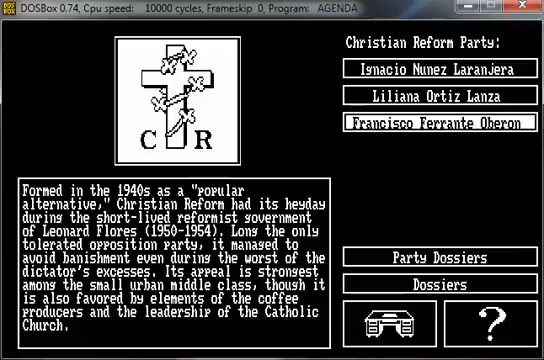 DOSBox 0.74, Cpu speed: 10000 cycles, Frameskip 0, Program: AGENDA
Christian Reform Party:
Ignacio Nunez Laranjera
Liliana Ortiz Lanza
Francisco Ferrante Oberon
C R
Formed in the 1940s as a "popular
alternative," Christian Reform had its heyday
during the short-lived reformist government
of Leonard Flores (1950-1954). Long the only
tolerated opposition party, it managed to
avoid banishment even during the worst of the
dictator's excesses. Its appeal is strongest
among the small urban middle class, though it
is also favored by elements of the coffee
producers and the leadership of the Catholic
Church.
Party Dossiers
Dossiers
?